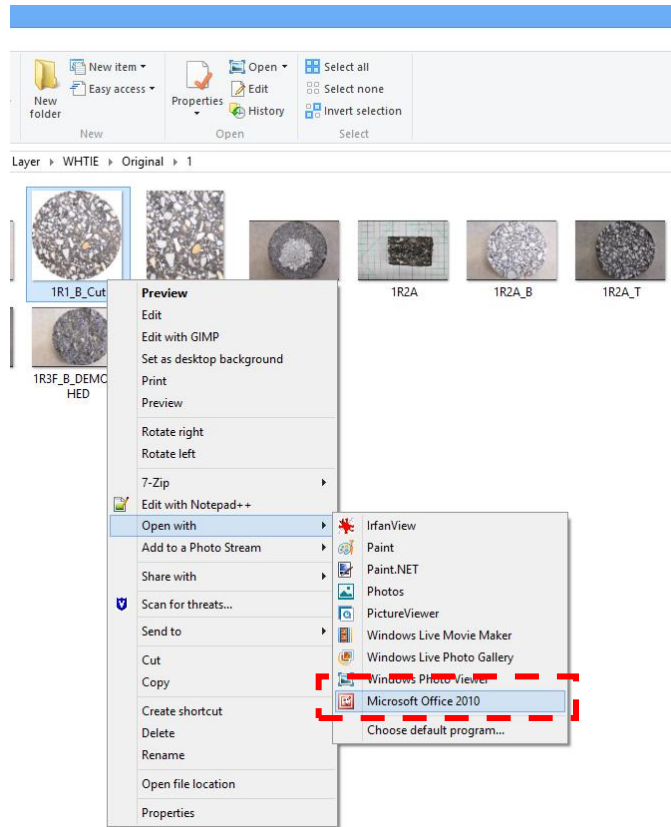 New item
Easy access
New folder
New
Properties
Open
Edit
History
Open
Select all
Select none
Invert selection
Select
Layer ▸ WHTIE ▸ Original ▸ 1
1R1_B_Cut
1R2A
1R2A_B
1R2A_T
1R3F_B_DEMO
HED
Preview
Edit
Edit with GIMP
Set as desktop background
Print
Preview
Rotate right
Rotate left
7-Zip
Edit with Notepad++
Open with
Add to a Photo Stream
Share with
Scan for threats...
Send to
Cut
Copy
Create shortcut
Delete
Rename
Open file location
Properties
IrfanView
Paint
Paint.NET
Photos
PictureViewer
Windows Live Movie Maker
Windows Live Photo Gallery
Windows Photo Viewer
Microsoft Office 2010
Choose default program...